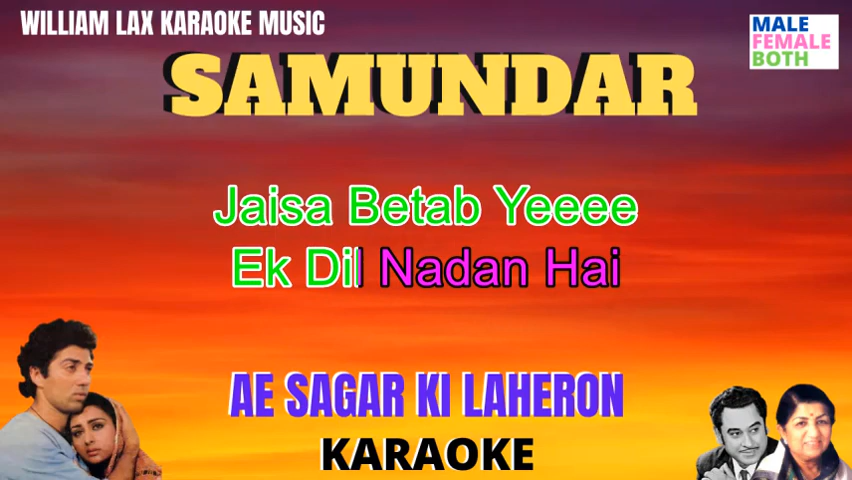 WILLIAM LAX KARAOKE MUSIC
MALE
FEMALE
BOTH
SAMUNDAR
Jaisa Betab Yeeee
Ek Dil Nadan Hai
AE SAGAR KI LAHERON
KARAOKE